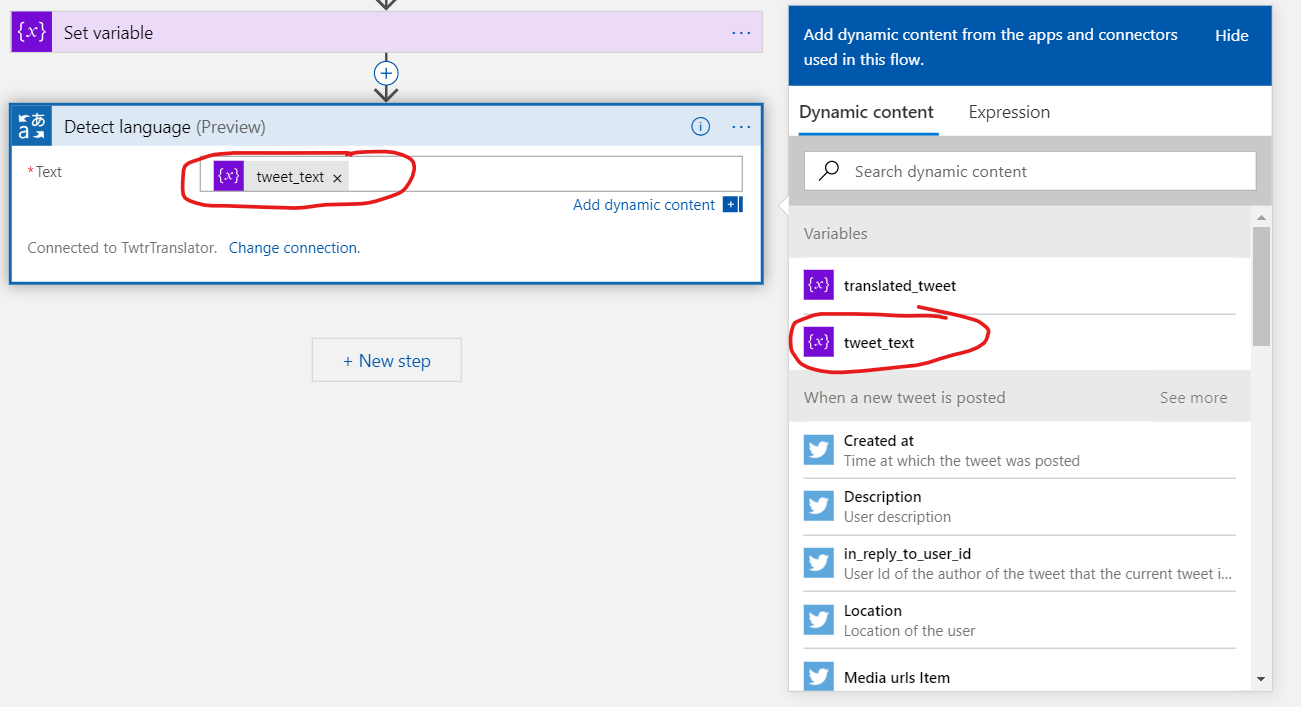 {x} Set variable ...
Detect language (Preview) ...
* Text
{x} tweet_text ×
Add dynamic content
Connected to TwtrTranslator. Change connection.
+ New step
Add dynamic content from the apps and connectors
used in this flow.
Hide
Dynamic content Expression
Search dynamic content
Variables
{x} translated_tweet
{x} tweet_text
When a new tweet is posted See more
Created at
Time at which the tweet was posted
Description
User description
in_reply_to_user_id
User Id of the author of the tweet that the current tweet i...
Location
Location of the user
Media urls Item